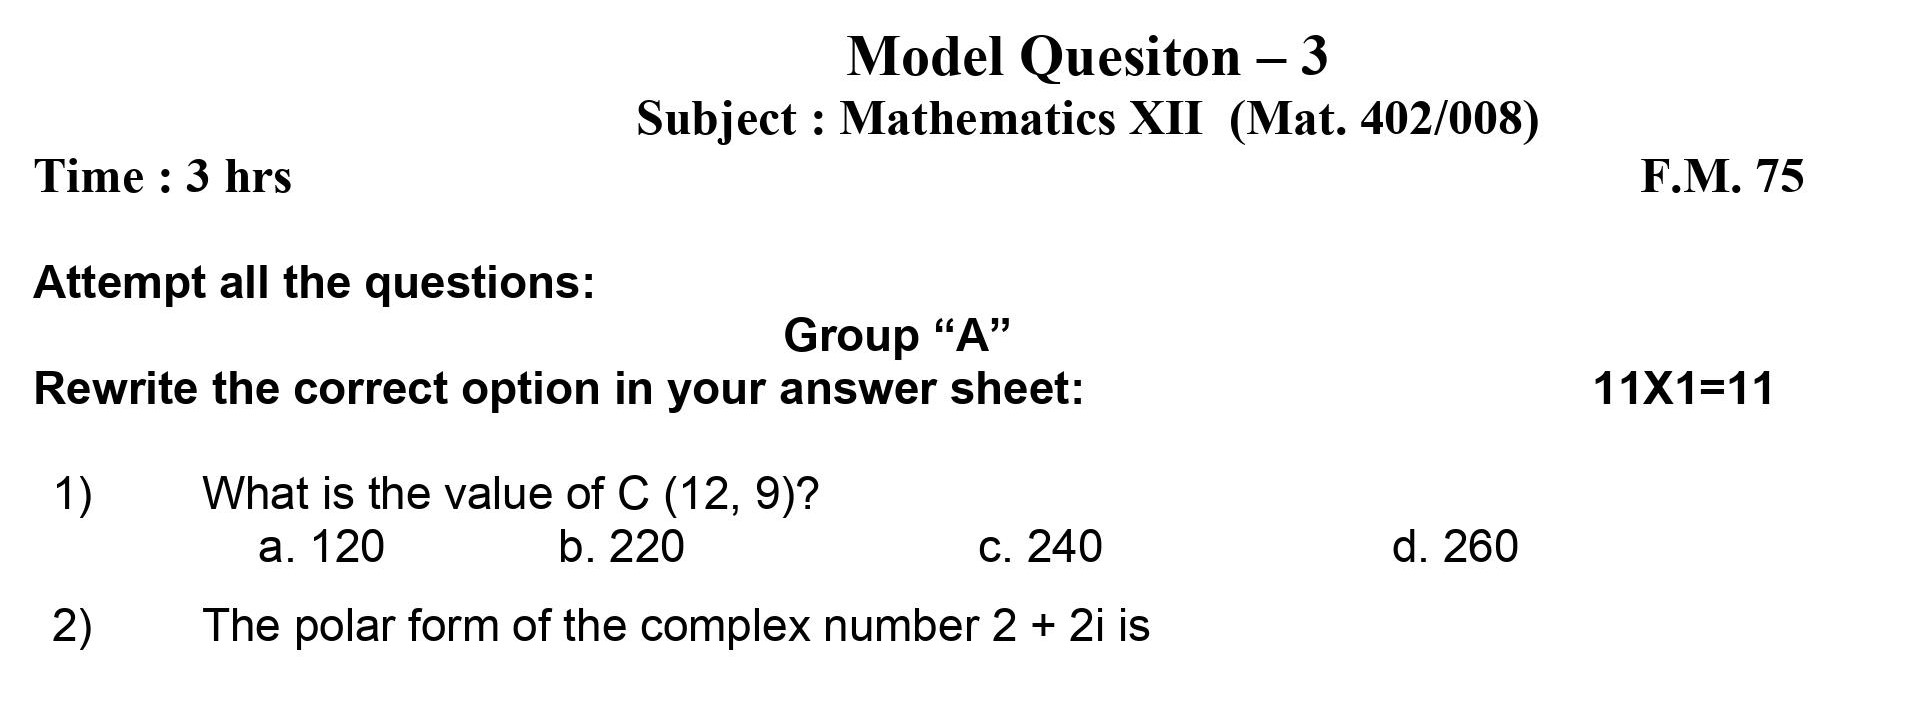 Model Quesiton – 3
Subject : Mathematics XII (Mat. 402/008)
Time : 3 hrs F.M. 75
Attempt all the questions:
Group “A”
Rewrite the correct option in your answer sheet: 11X1=11
1) What is the value of C (12, 9)?
a. 120 b. 220 c. 240 d. 260
2) The polar form of the complex number 2 + 2i is